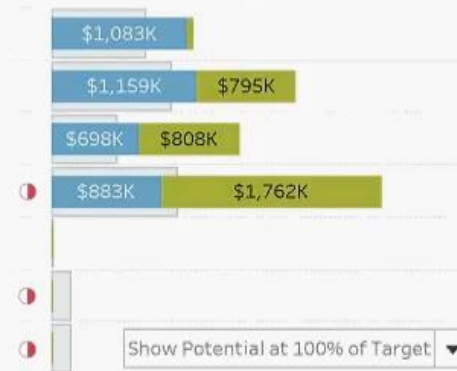 $1,083K
$1,159K $795K
$698K $808K
$883K $1,762K
Show Potential at 100% of Target